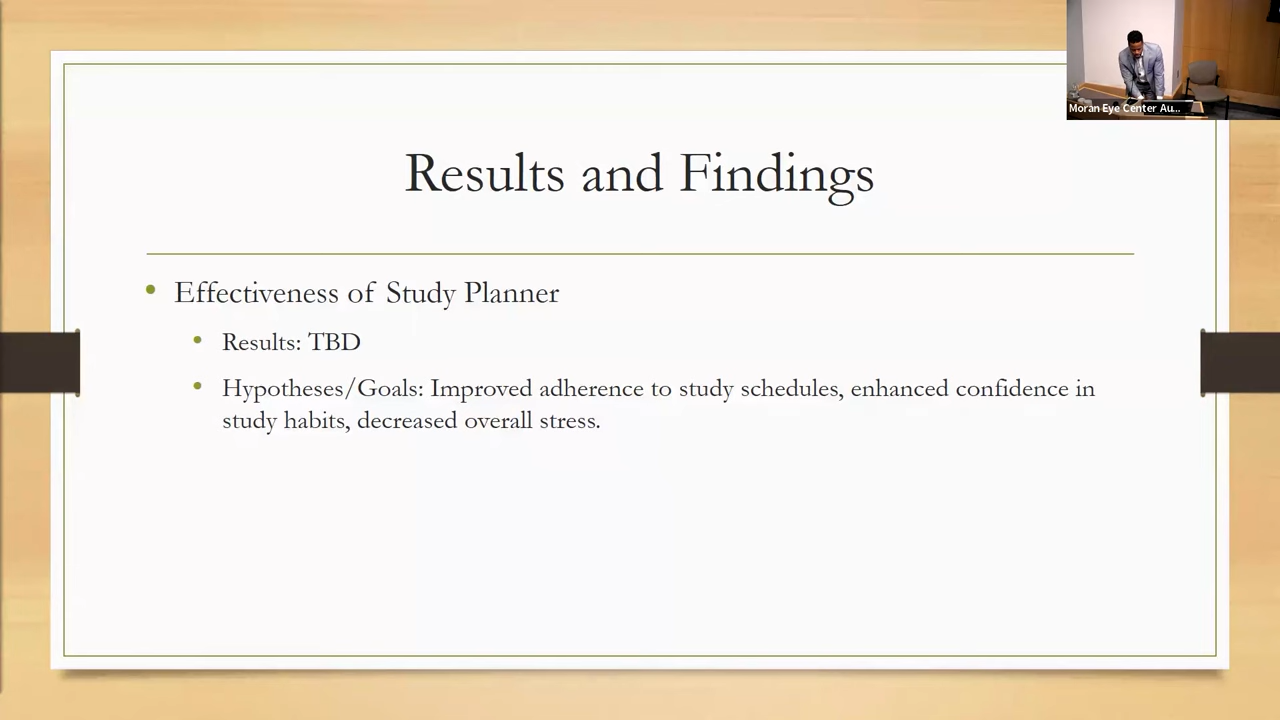 Moran Eye Center Au...
Results and Findings
• Effectiveness of Study Planner
• Results: TBD
• Hypotheses/Goals: Improved adherence to study schedules, enhanced confidence in
study habits, decreased overall stress.